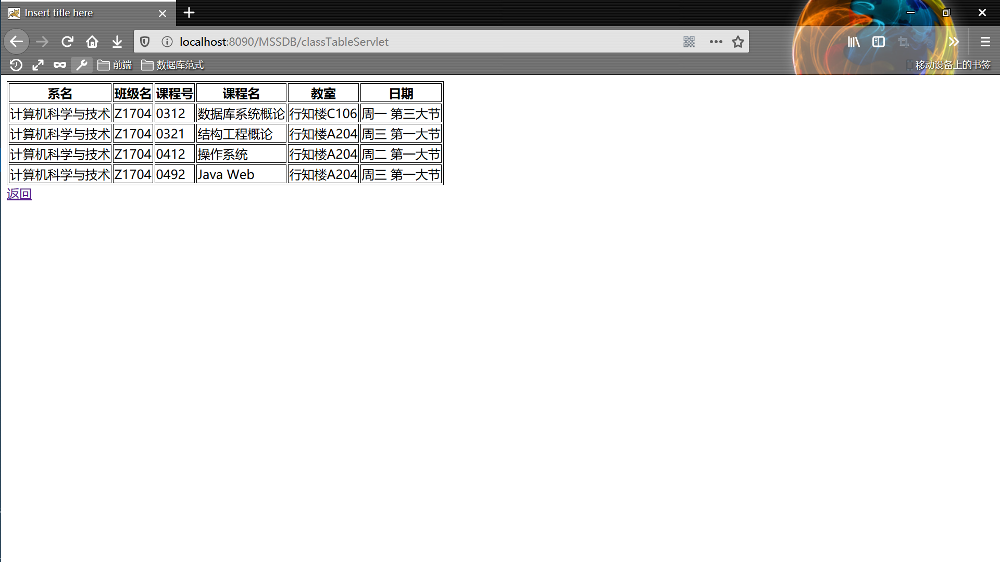 Insert title here
localhost:8090/MSSDB/classTableServlet
前端 数据库范式 移动设备上的书签
系名 班级名 课程号 课程名 教室 日期
计算机科学与技术 Z1704 0312 数据库系统概论 行知楼C106 周一 第三大节
计算机科学与技术 Z1704 0321 结构工程概论 行知楼A204 周三 第一大节
计算机科学与技术 Z1704 0412 操作系统 行知楼A204 周二 第一大节
计算机科学与技术 Z1704 0492 Java Web 行知楼A204 周三 第一大节
返回